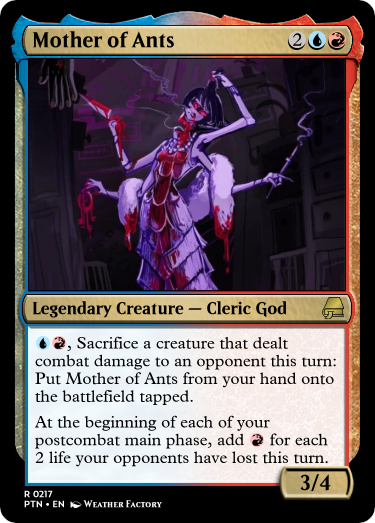 Mother of Ants 2
Legendary Creature — Cleric God
, Sacrifice a creature that dealt
combat damage to an opponent this turn:
Put Mother of Ants from your hand onto
the battlefield tapped.
At the beginning of each of your
postcombat main phase, add for each
2 life your opponents have lost this turn.
3/4
R 0217
PTN • EN WEATHER FACTORY